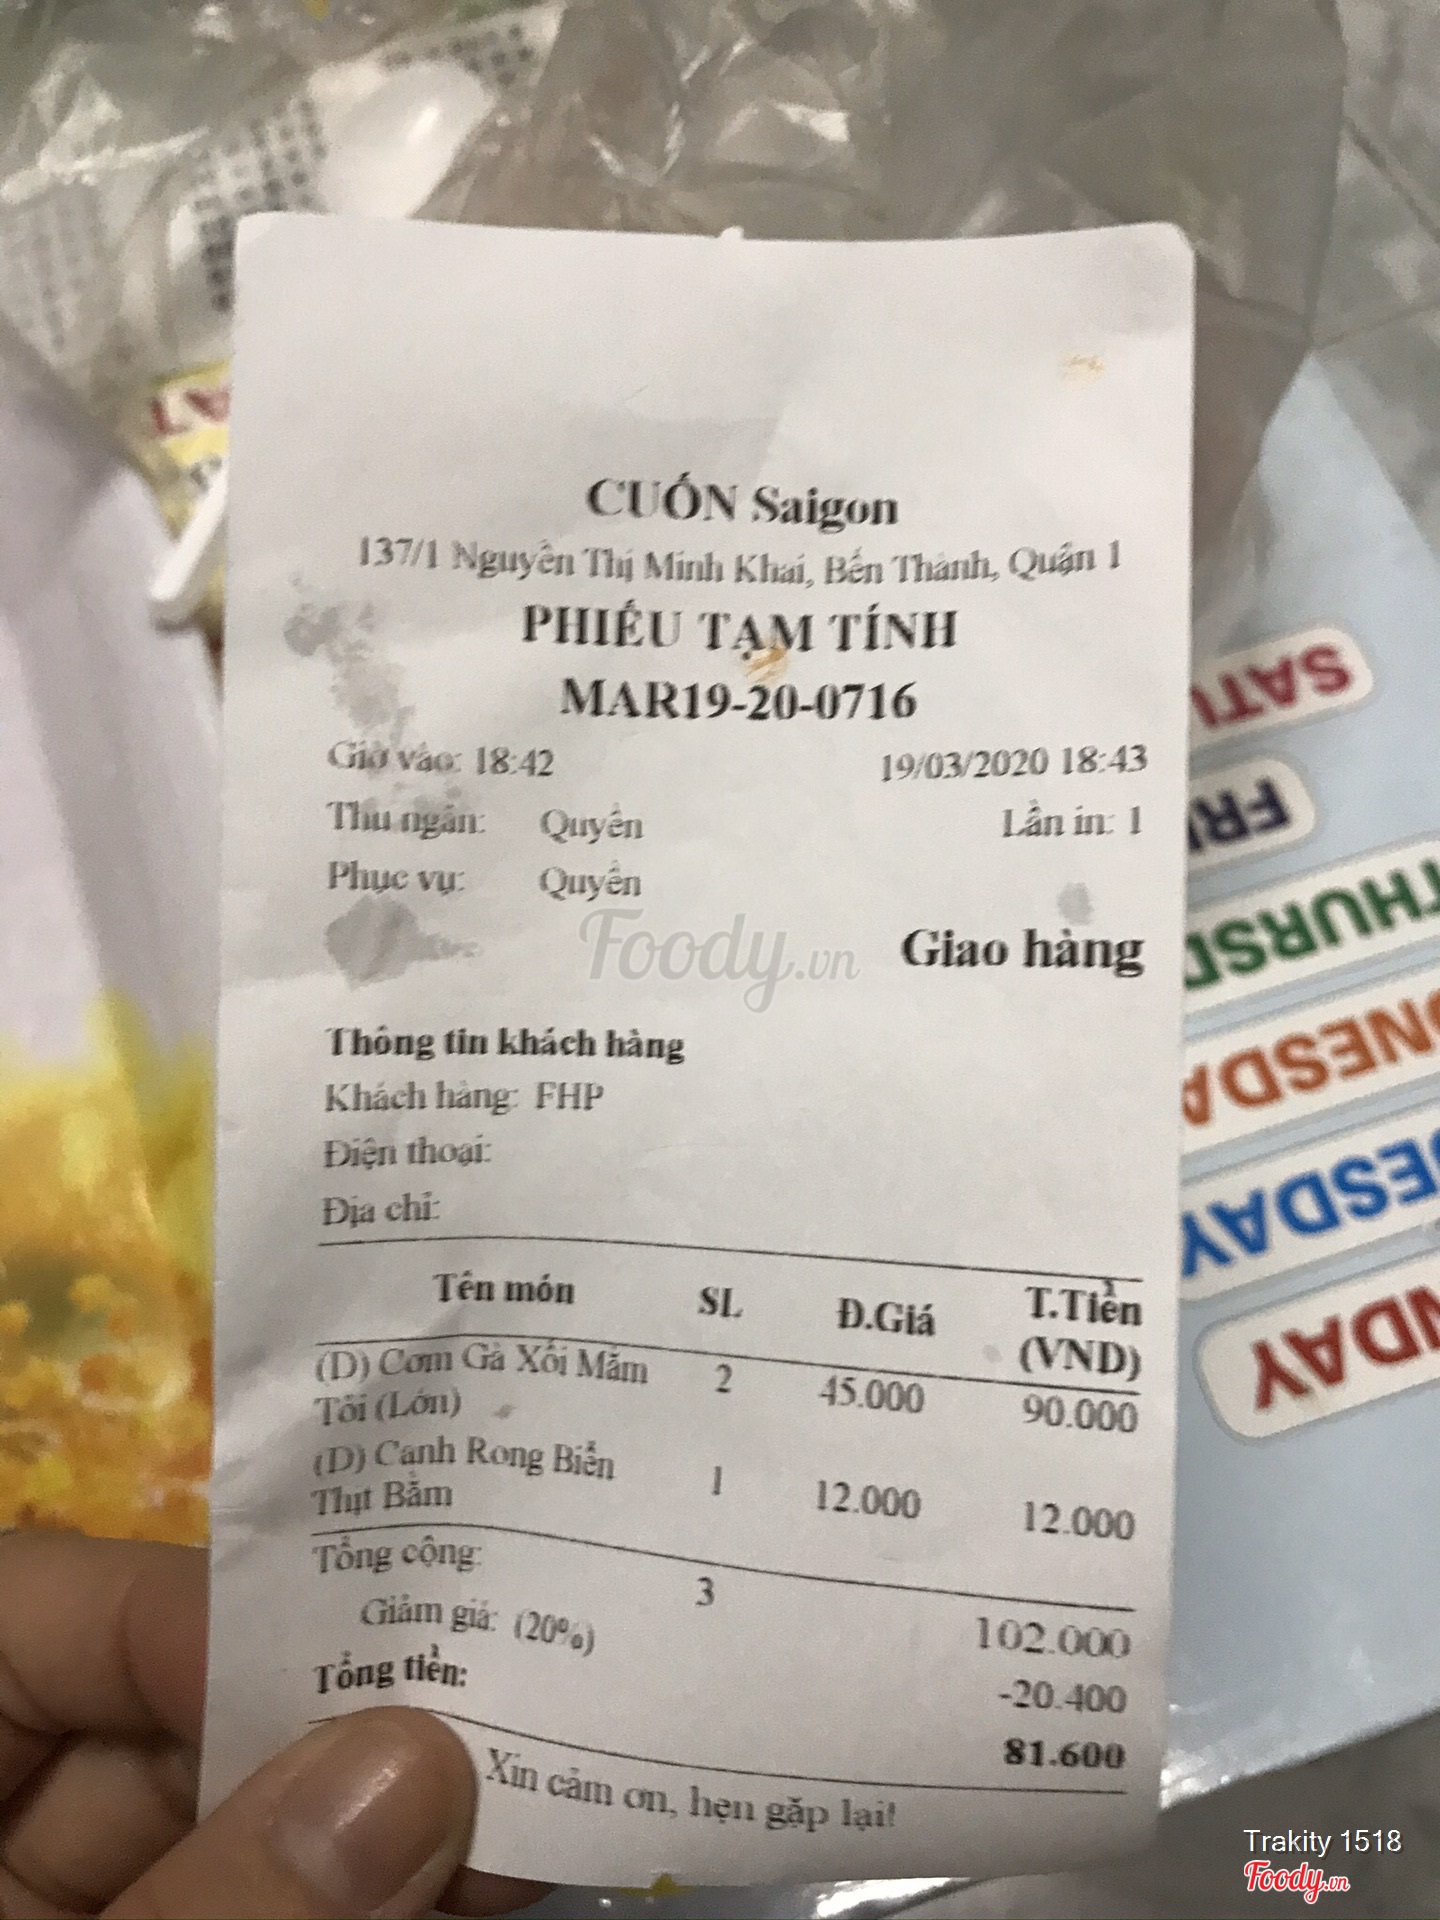 CUỐN Saigon
137/1 Nguyễn Thị Minh Khai, Bến Thành, Quận 1
PHIẾU TẠM TÍNH
MAR19-20-0716
Giờ vào: 18:42 19/03/2020 18:43
Thu ngân: Quyên Lần in: 1
Phục vụ: Quyên
Foody.vn
Giao hàng
Thông tin khách hàng
Khách hàng: FHP
Điện thoại:
Địa chỉ:
Tên món SL Đ.Giá T.Tiền
(VND)
(D) Cơm Gà Xối Mắm 2 45.000 90.000
Tỏi (Lớn)
(D) Canh Rong Biển 1 12.000 12.000
Thịt Bằm
Tổng cộng: 3 102.000
Giảm giá: (20%) -20.400
Tổng tiền: 81.600
Xin cảm ơn, hẹn gặp lại!
SATU
FRI
THURSD
DNESDA
UESDAY
NDAY
Trakity 1518
Foody.vn